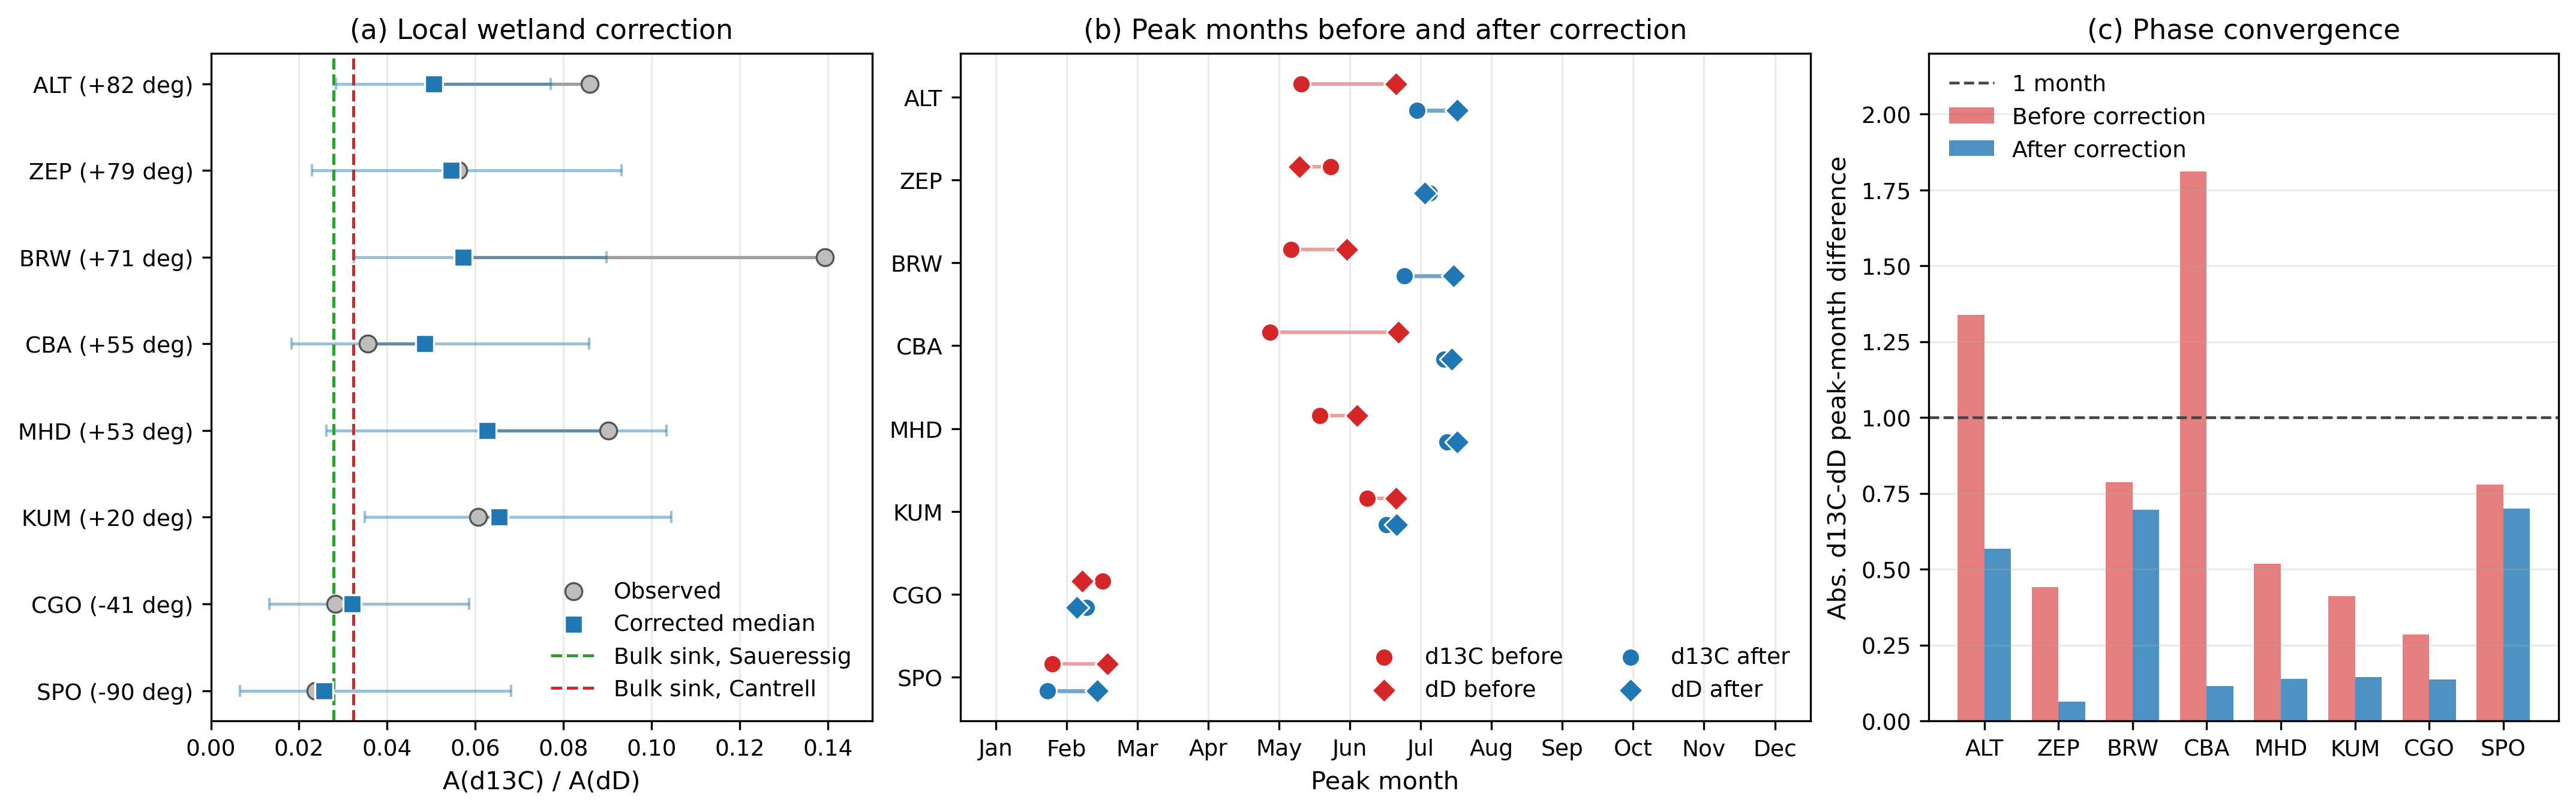 (a) Local wetland correction
ALT (+82 deg)
ZEP (+79 deg)
BRW (+71 deg)
CBA (+55 deg)
MHD (+53 deg)
KUM (+20 deg)
CGO (-41 deg)
SPO (-90 deg)
Observed
Corrected median
Bulk sink, Saueressig
Bulk sink, Cantrell
0.00 0.02 0.04 0.06 0.08 0.10 0.12 0.14
A(d13C) / A(dD)
(b) Peak months before and after correction
ALT
ZEP
BRW
CBA
MHD
KUM
CGO
SPO
d13C before
dD before
d13C after
dD after
Jan Feb Mar Apr May Jun Jul Aug Sep Oct Nov Dec
Peak month
(c) Phase convergence
Abs. d13C-dD peak-month difference
1 month
Before correction
After correction
2.00
1.75
1.50
1.25
1.00
0.75
0.50
0.25
0.00
ALT ZEP BRW CBA MHD KUM CGO SPO